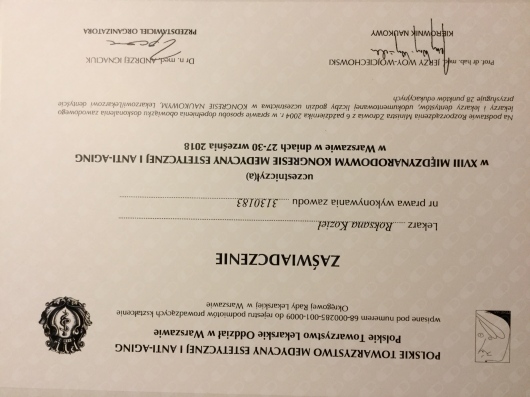 POLSKIE TOWARZYSTWO MEDYCYNY ESTETYCZNEJ I ANTI-AGING
Polskie Towarzystwo Lekarskie Oddział w Warszawie
wpisane pod numerem 68-000285-001-0009 do rejestru podmiotów prowadzących kształcenie
Okręgowej Rady Lekarskiej w Warszawie
ZAŚWIADCZENIE
Lekarz Roksana Kozieł
nr prawa wykonywania zawodu 3130183
uczestniczył(a)
w XVIII MIĘDZYNARODOWYM KONGRESIE MEDYCYNY ESTETYCZNEJ I ANTI-AGING
w Warszawie w dniach 27-30 września 2018
Na podstawie Rozporządzenia Ministra Zdrowia z 6 października 2004 r. w sprawie sposobu dopełnienia obowiązku doskonalenia zawodowego
lekarzy i lekarzy dentystów, udokumentowanej liczby godzin uczestnictwa w KONGRESIE NAUKOWYM, Lekarzowi/Lekarzowi dentyście
przysługuje 28 punktów edukacyjnych
Prof. dr hab. med. JERZY WOY-WOJCIECHOWSKI
KIEROWNIK NAUKOWY
Dr n. med. ANDRZEJ IGNACIUK
PRZEDSTAWICIEL ORGANIZATORA